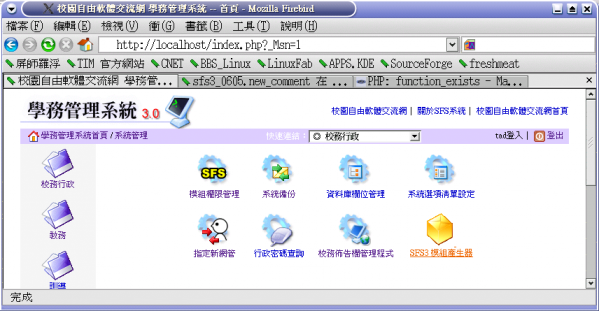 校園自由軟體交流網 學務管理系統 -- 首頁 - Mozilla Firebird
檔案(F) 編輯(E) 檢視(V) 衝(G) 書籤(B) 工具(T) 說明(H)
http://localhost/index.php?_Msn=1
屏師羅浮 TIM 官方網站 CNET BBS_Linux LinuxFab APPS.KDE SourceForge freshmeat
校園自由軟體交流網 學務管... sfs3_0605.new_comment 在 ... PHP: function_exists - Ma...
學務管理系統 3.0
校園自由軟體交流網 | 關於SFS系統 | 校園自由軟體交流網首頁
學務管理系統首頁 / 系統管理 快速連結: ◎ 校務行政 tad登入 | 登出
校務行政
教務
訓導
SFS
模組權限管理 系統備份 資料庫欄位管理 系統選項清單設定
指定新網管 行政密碼查詢 校務佈告欄管理程式 SFS3 模組產生器
完成